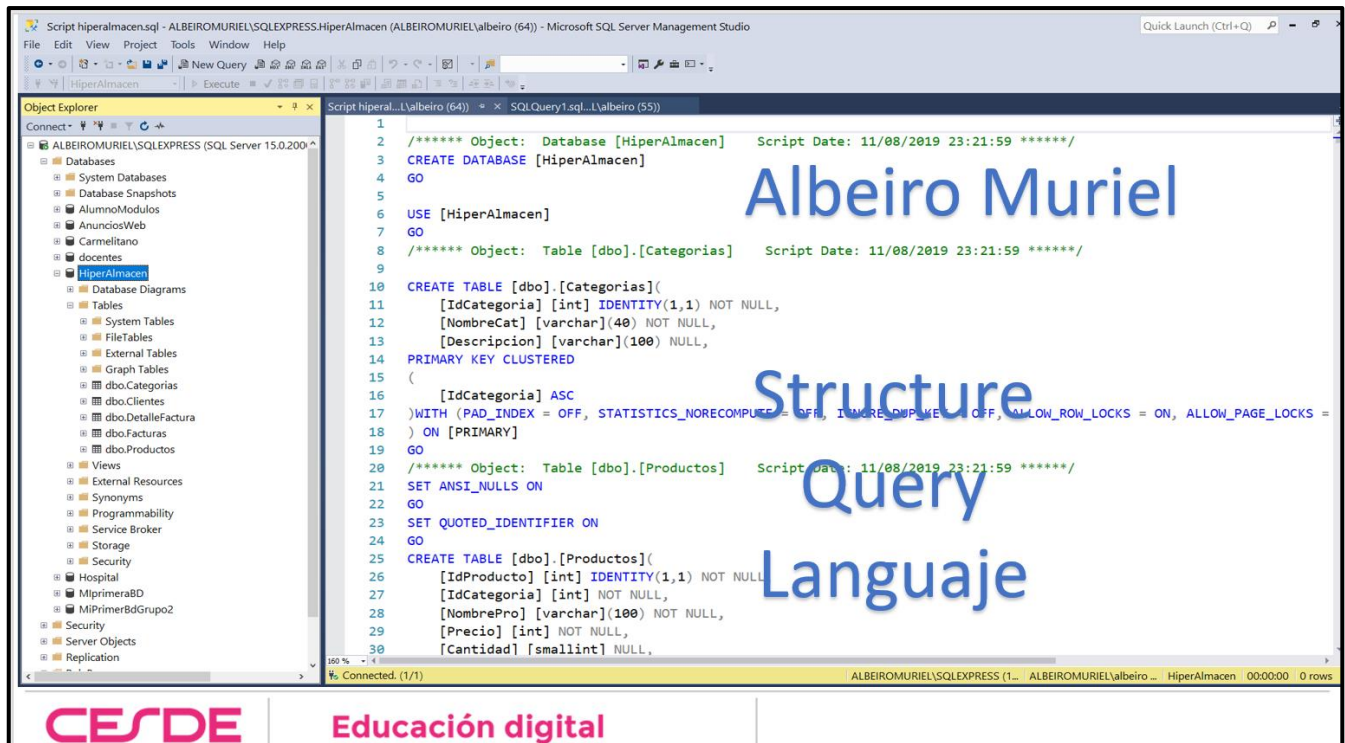 Script hiperalmacen.sql - ALBEIROMURIEL\SQLEXPRESS.HiperAlmacen (ALBEIROMURIEL\albeiro (64)) - Microsoft SQL Server Management Studio
Quick Launch (Ctrl+Q)
File Edit View Project Tools Window Help
New Query
HiperAlmacen Execute
Object Explorer
Connect
ALBEIROMURIEL\SQLEXPRESS (SQL Server 15.0.200
Databases
System Databases
Database Snapshots
AlumnoModulos
AnunciosWeb
Carmelitano
docentes
HiperAlmacen
Database Diagrams
Tables
System Tables
FileTables
External Tables
Graph Tables
dbo.Categorias
dbo.Clientes
dbo.DetalleFactura
dbo.Facturas
dbo.Productos
Views
External Resources
Synonyms
Programmability
Service Broker
Storage
Security
Hospital
MIprimeraBD
MiPrimerBdGrupo2
Security
Server Objects
Replication
Script hiperal...L\albeiro (64)) SQLQuery1.sql...L\albeiro (55))
1
2 /****** Object: Database [HiperAlmacen] Script Date: 11/08/2019 23:21:59 ******/
3 CREATE DATABASE [HiperAlmacen]
4 GO
5
6 USE [HiperAlmacen]
7 GO
8 /****** Object: Table [dbo].[Categorias] Script Date: 11/08/2019 23:21:59 ******/
9
10 CREATE TABLE [dbo].[Categorias](
11 [IdCategoria] [int] IDENTITY(1,1) NOT NULL,
12 [NombreCat] [varchar](40) NOT NULL,
13 [Descripcion] [varchar](100) NULL,
14 PRIMARY KEY CLUSTERED
15 (
16 [IdCategoria] ASC
17 )WITH (PAD_INDEX = OFF, STATISTICS_NORECOMPUTE = OFF, IGNORE_DUP_KEY = OFF, ALLOW_ROW_LOCKS = ON, ALLOW_PAGE_LOCKS =
18 ) ON [PRIMARY]
19 GO
20 /****** Object: Table [dbo].[Productos] Script Date: 11/08/2019 23:21:59 ******/
21 SET ANSI_NULLS ON
22 GO
23 SET QUOTED_IDENTIFIER ON
24 GO
25 CREATE TABLE [dbo].[Productos](
26 [IdProducto] [int] IDENTITY(1,1) NOT NULL
27 [IdCategoria] [int] NOT NULL,
28 [NombrePro] [varchar](100) NOT NULL,
29 [Precio] [int] NOT NULL,
30 [Cantidad] [smallint] NULL,
Albeiro Muriel
Structure
Query
Languaje
160 %
Connected. (1/1)
ALBEIROMURIEL\SQLEXPRESS (1... ALBEIROMURIEL\albeiro ... HiperAlmacen 00:00:00 0 rows
CESDE
Educación digital